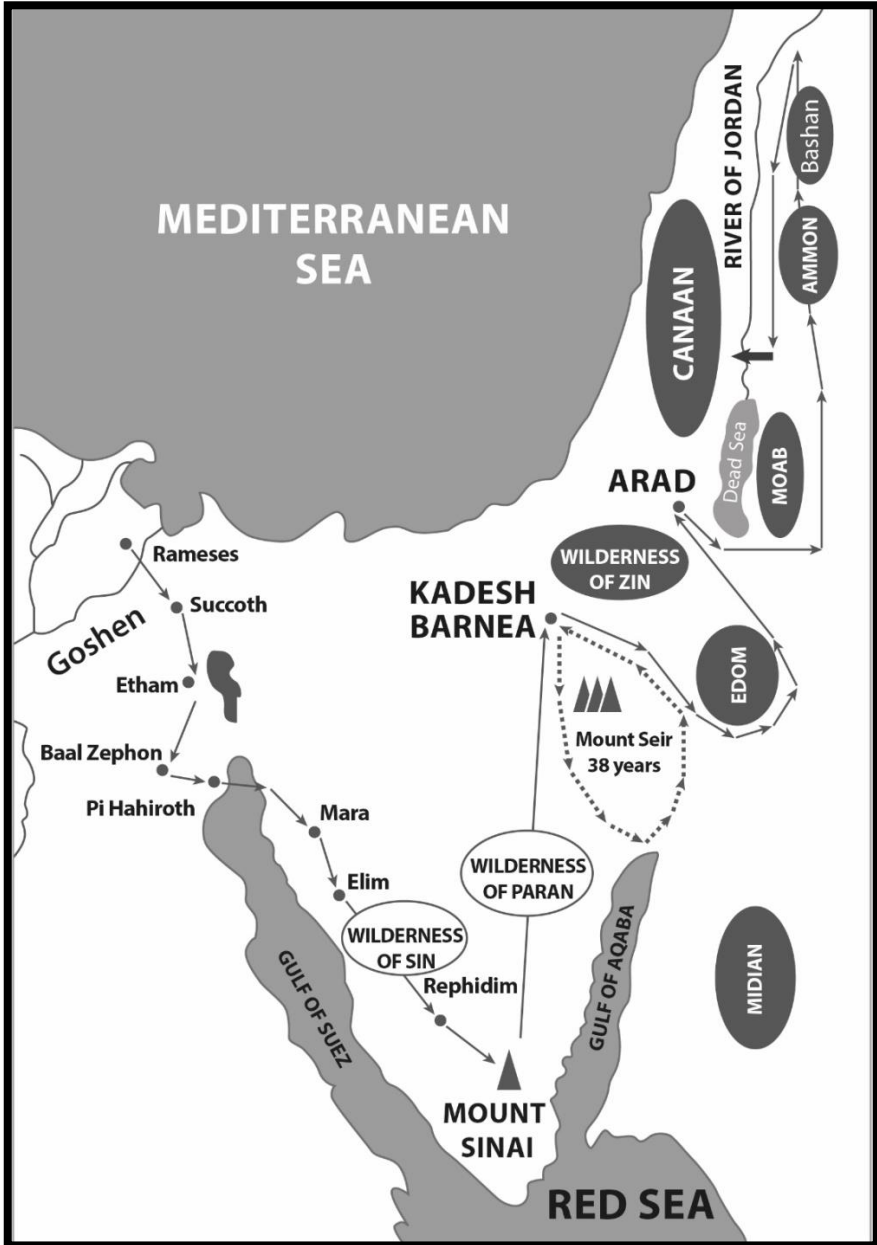 MEDITERRANEAN
SEA
RIVER OF JORDAN
Bashan
AMMON
CANAAN
Dead Sea
MOAB
ARAD
WILDERNESS
OF ZIN
KADESH
BARNEA
EDOM
Rameses
Succoth
Goshen
Etham
Baal Zephon
Pi Hahiroth
Mount Seir
38 years
Mara
Elim
WILDERNESS
OF PARAN
WILDERNESS
OF SIN
Rephidim
GULF OF SUEZ
GULF OF AQABA
MIDIAN
MOUNT
SINAI
RED SEA